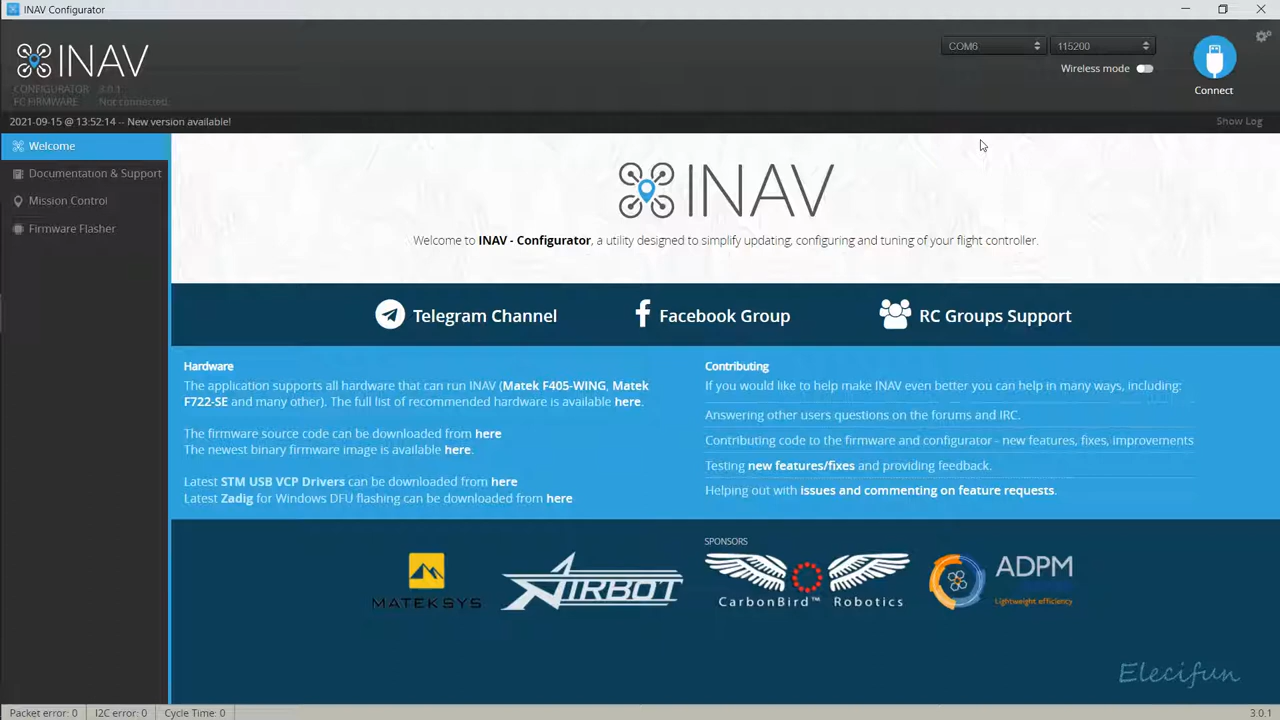 INAV Configurator
INAV
CONFIGURATOR 3.0.1
FC FIRMWARE Not connected
COM6
115200
Wireless mode
Connect
2021-09-15 @ 13:52:14 -- New version available!
Show Log
Welcome
Documentation & Support
Mission Control
Firmware Flasher
INAV
Welcome to INAV - Configurator, a utility designed to simplify updating, configuring and tuning of your flight controller.
Telegram Channel
Facebook Group
RC Groups Support
Hardware
The application supports all hardware that can run INAV (Matek F405-WING, Matek
F722-SE and many other). The full list of recommended hardware is available here.
The firmware source code can be downloaded from here
The newest binary firmware image is available here.
Latest STM USB VCP Drivers can be downloaded from here
Latest Zadig for Windows DFU flashing can be downloaded from here
Contributing
If you would like to help make INAV even better you can help in many ways, including:
Answering other users questions on the forums and IRC.
Contributing code to the firmware and configurator - new features, fixes, improvements
Testing new features/fixes and providing feedback.
Helping out with issues and commenting on feature requests.
SPONSORS
MATEKSYS
AIRBOT
CarbonBird™ Robotics
ADPM
Lightweight efficiency
Elecifun
Packet error: 0
I2C error: 0
Cycle Time: 0
3.0.1